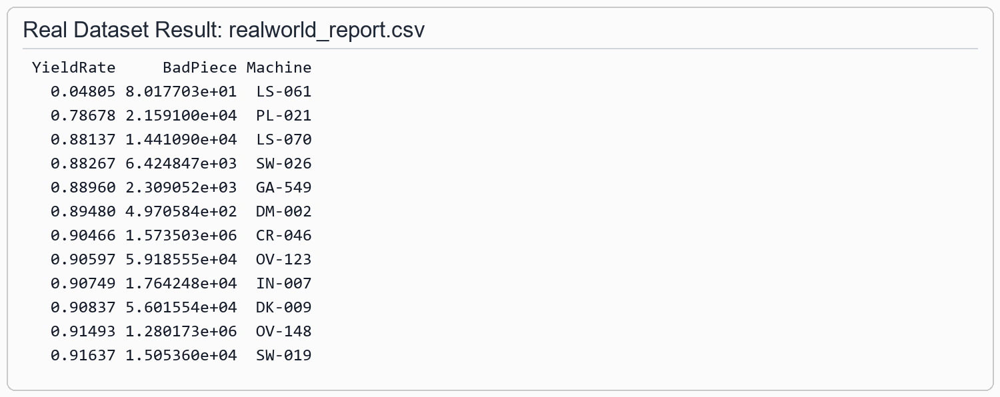 Real Dataset Result: realworld_report.csv
YieldRate BadPiece Machine
0.04805 8.017703e+01 LS-061
0.78678 2.159100e+04 PL-021
0.88137 1.441090e+04 LS-070
0.88267 6.424847e+03 SW-026
0.88960 2.309052e+03 GA-549
0.89480 4.970584e+02 DM-002
0.90466 1.573503e+06 CR-046
0.90597 5.918555e+04 OV-123
0.90749 1.764248e+04 IN-007
0.90837 5.601554e+04 DK-009
0.91493 1.280173e+06 OV-148
0.91637 1.505360e+04 SW-019